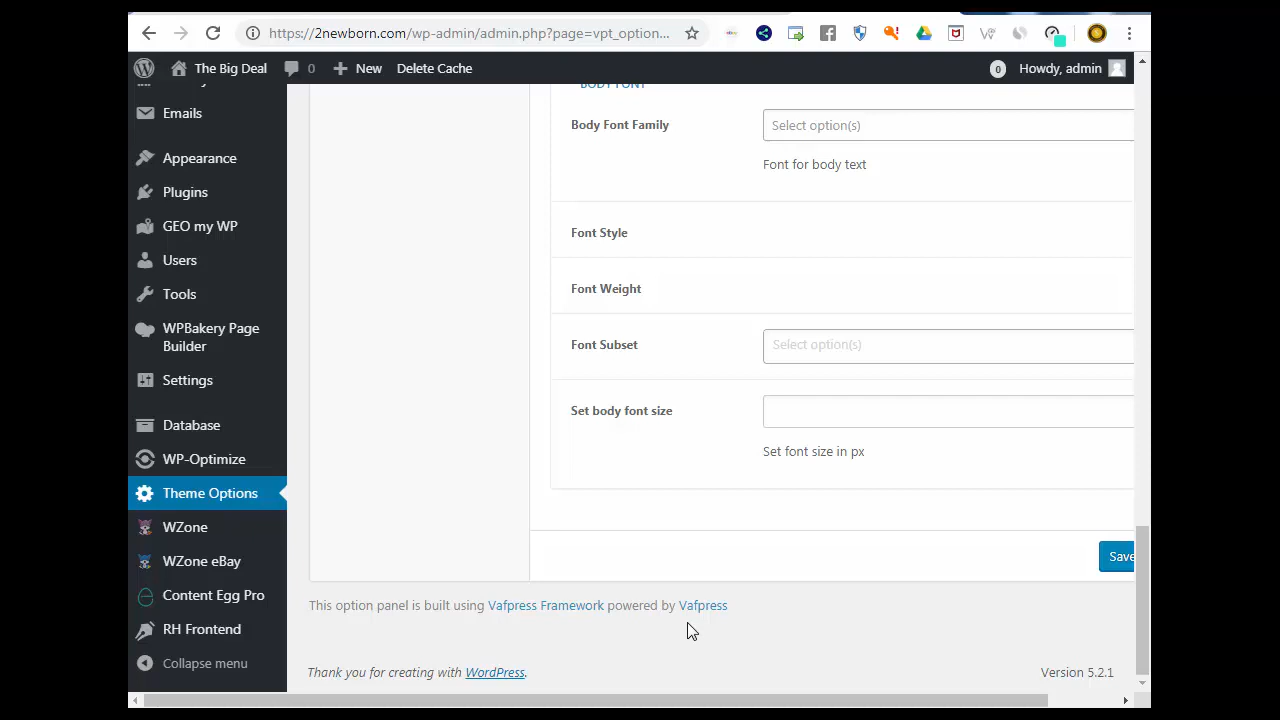 https://2newborn.com/wp-admin/admin.php?page=vpt_option...
The Big Deal
0
New
Delete Cache
0
Howdy, admin
Emails
Appearance
Plugins
GEO my WP
Users
Tools
WPBakery Page
Builder
Settings
Database
WP-Optimize
Theme Options
WZone
WZone eBay
Content Egg Pro
RH Frontend
Collapse menu
BODY FONT
Body Font Family
Select option(s)
Font for body text
Font Style
Font Weight
Font Subset
Select option(s)
Set body font size
Set font size in px
Save
This option panel is built using Vafpress Framework powered by Vafpress
Thank you for creating with WordPress.
Version 5.2.1